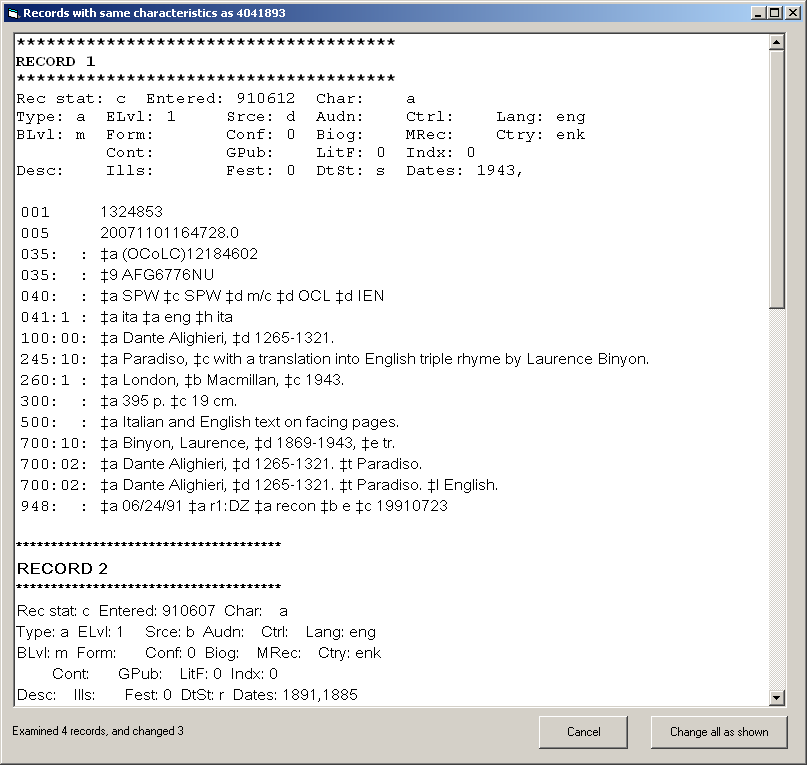 Records with same characteristics as 4041893
**************************************
RECORD 1
**************************************
Rec stat: c Entered: 910612 Char: a
Type: a ELvl: 1 Srce: d Audn: Ctrl: Lang: eng
BLvl: m Form: Conf: 0 Biog: MRec: Ctry: enk
Cont: GPub: LitF: 0 Indx: 0
Desc: Ills: Fest: 0 DtSt: s Dates: 1943,
001 1324853
005 20071101164728.0
035: : ‡a (OCoLC)12184602
035: : ‡9 AFG6776NU
040: : ‡a SPW ‡c SPW ‡d m/c ‡d OCL ‡d IEN
041:1 : ‡a ita ‡a eng ‡h ita
100:00: ‡a Dante Alighieri, ‡d 1265-1321.
245:10: ‡a Paradiso, ‡c with a translation into English triple rhyme by Laurence Binyon.
260:1 : ‡a London, ‡b Macmillan, ‡c 1943.
300: : ‡a 395 p. ‡c 19 cm.
500: : ‡a Italian and English text on facing pages.
700:10: ‡a Binyon, Laurence, ‡d 1869-1943, ‡e tr.
700:02: ‡a Dante Alighieri, ‡d 1265-1321. ‡t Paradiso.
700:02: ‡a Dante Alighieri, ‡d 1265-1321. ‡t Paradiso. ‡l English.
948: : ‡a 06/24/91 ‡a r1:DZ ‡a recon ‡b e ‡c 19910723
**************************************
RECORD 2
**************************************
Rec stat: c Entered: 910607 Char: a
Type: a ELvl: 1 Srce: b Audn: Ctrl: Lang: eng
BLvl: m Form: Conf: 0 Biog: MRec: Ctry: enk
Cont: GPub: LitF: 0 Indx: 0
Desc: Ills: Fest: 0 DtSt: r Dates: 1891,1885
Examined 4 records, and changed 3
Cancel
Change all as shown